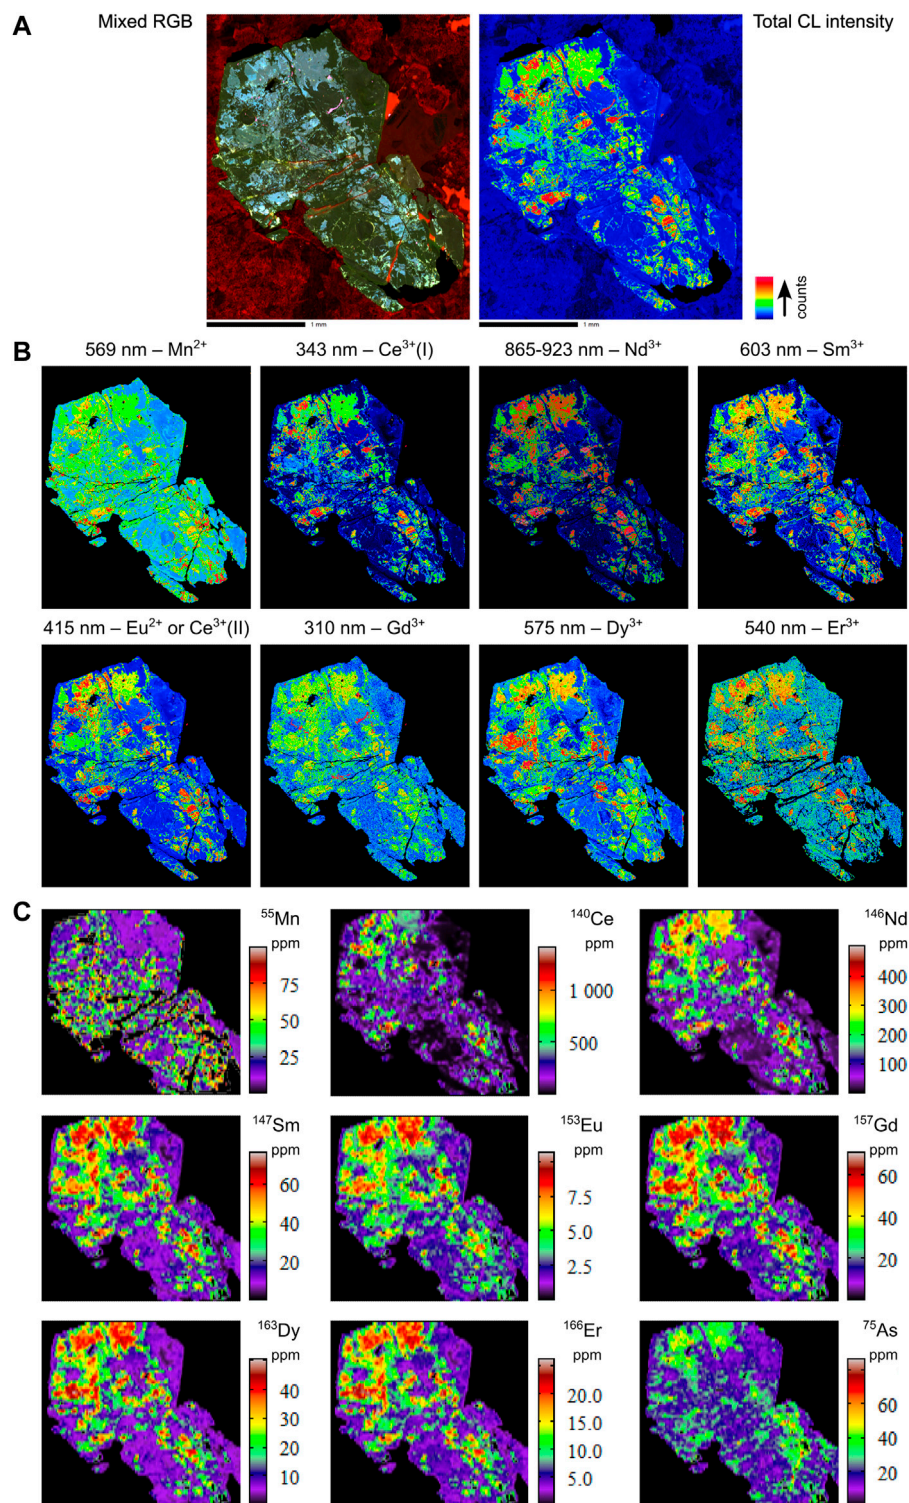 A
Mixed RGB
Total CL intensity
counts
1 mm
1 mm
B
569 nm – Mn²⁺
343 nm – Ce³⁺(I)
865-923 nm – Nd³⁺
603 nm – Sm³⁺
415 nm – Eu²⁺ or Ce³⁺(II)
310 nm – Gd³⁺
575 nm – Dy³⁺
540 nm – Er³⁺
C
⁵⁵Mn
ppm
75
50
25
¹⁴⁰Ce
ppm
1 000
500
¹⁴⁶Nd
ppm
400
300
200
100
¹⁴⁷Sm
ppm
60
40
20
¹⁵³Eu
ppm
7.5
5.0
2.5
¹⁵⁷Gd
ppm
60
40
20
¹⁶³Dy
ppm
40
30
20
10
¹⁶⁶Er
ppm
20.0
15.0
10.0
5.0
⁷⁵As
ppm
80
60
40
20